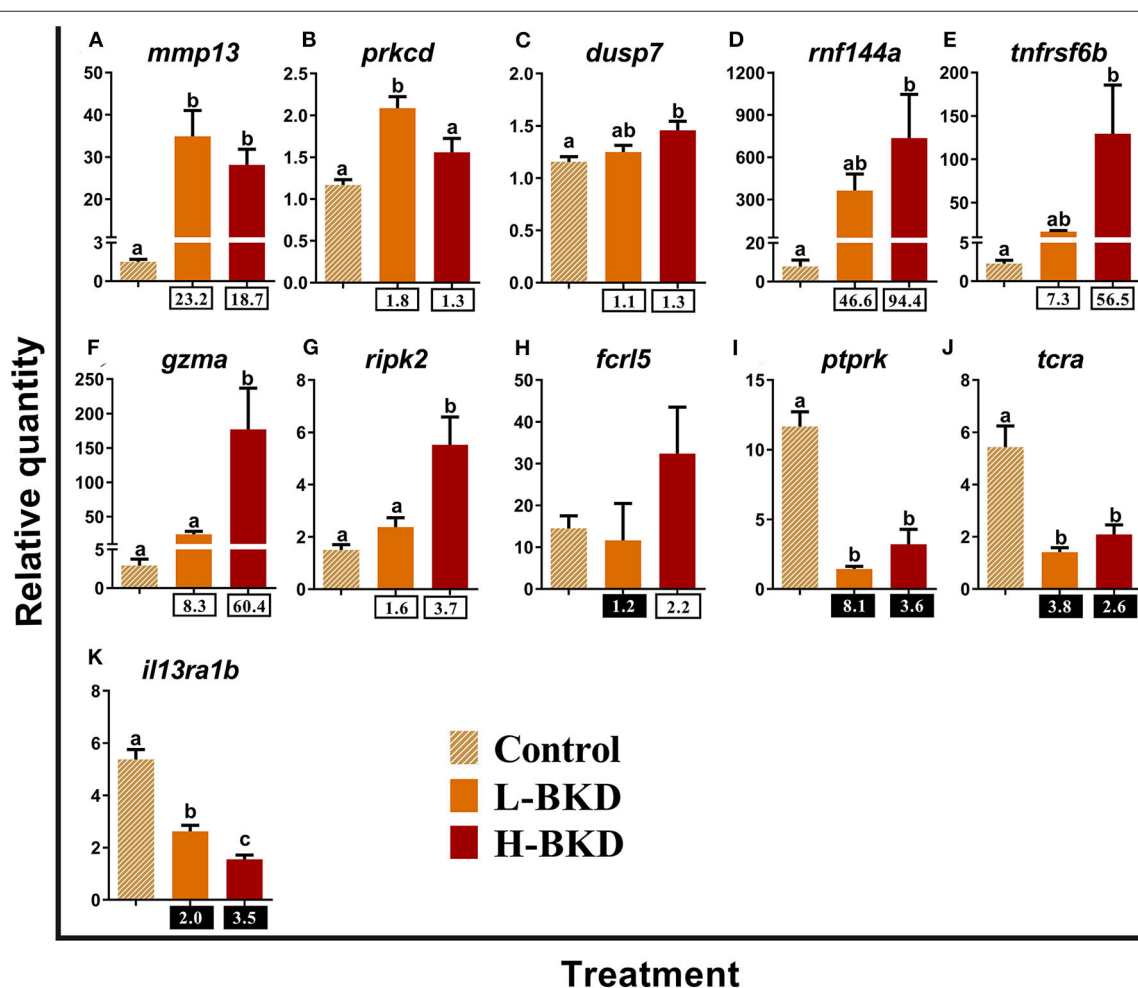 A mmp13
50
40
30
20
3
0
a
b
b
23.2 18.7
B prkcd
2.5
2.0
1.5
1.0
0.5
0.0
a
b
a
1.8 1.3
C dusp7
2.0
1.5
1.0
0.5
0.0
a
ab
b
1.1 1.3
D rnf144a
1200
900
600
300
20
0
a
ab
b
46.6 94.4
E tnfrsf6b
200
150
100
50
5
0
a
ab
b
7.3 56.5
F gzma
250
200
150
100
50
5
0
a
a
b
8.3 60.4
G ripk2
8
6
4
2
0
a
a
b
1.6 3.7
H fcrl5
50
40
30
20
10
0
1.2 2.2
I ptprk
15
10
5
0
a
b
b
8.1 3.6
J tcra
8
6
4
2
0
a
b
b
3.8 2.6
K il13ra1b
8
6
4
2
0
a
b
c
2.0 3.5
Control
L-BKD
H-BKD
Relative quantity
Treatment